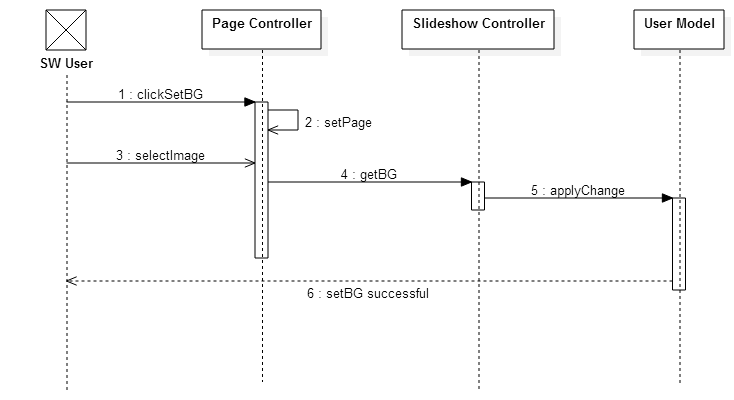 Page Controller
Slideshow Controller
User Model
SW User
1 : clickSetBG
2 : setPage
3 : selectImage
4 : getBG
5 : applyChange
6 : setBG successful